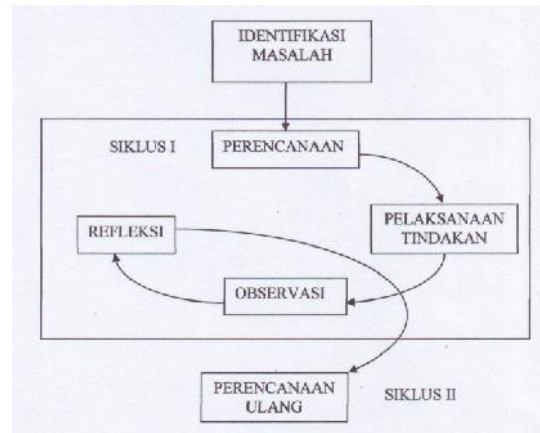 IDENTIFIKASI
MASALAH
SIKLUS I
PERENCANAAN
PELAKSANAAN
TINDAKAN
REFLEKSI
OBSERVASI
PERENCANAAN
ULANG
SIKLUS II